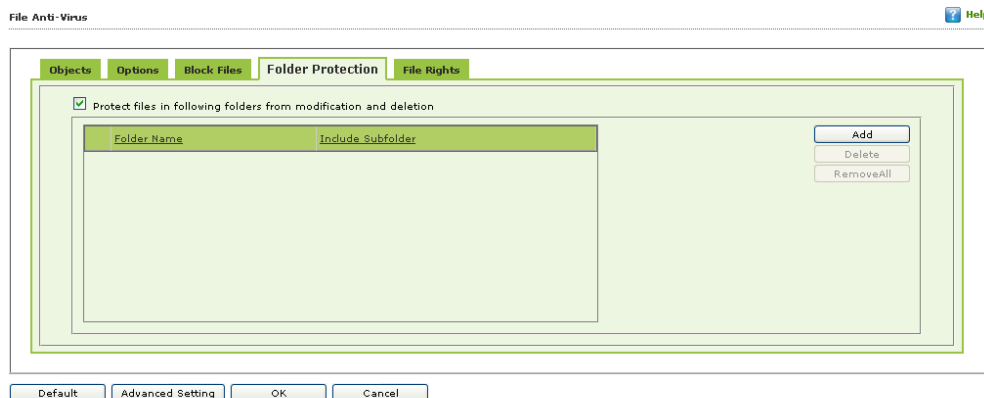 File Anti-Virus
Help
Objects Options Block Files Folder Protection File Rights
Protect files in following folders from modification and deletion
Folder Name Include Subfolder
Add
Delete
RemoveAll
Default Advanced Setting OK Cancel